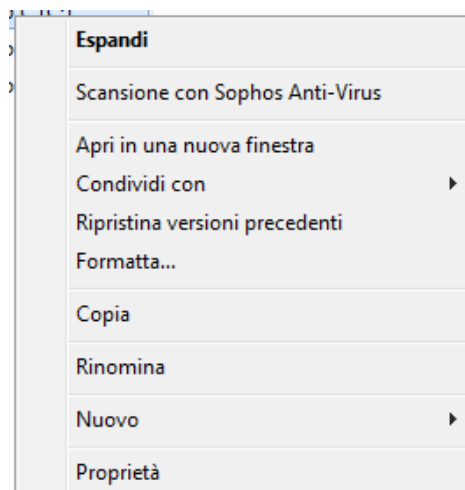 Espandi
Scansione con Sophos Anti-Virus
Apri in una nuova finestra
Condividi con
Ripristina versioni precedenti
Formatta...
Copia
Rinomina
Nuovo
Proprietà